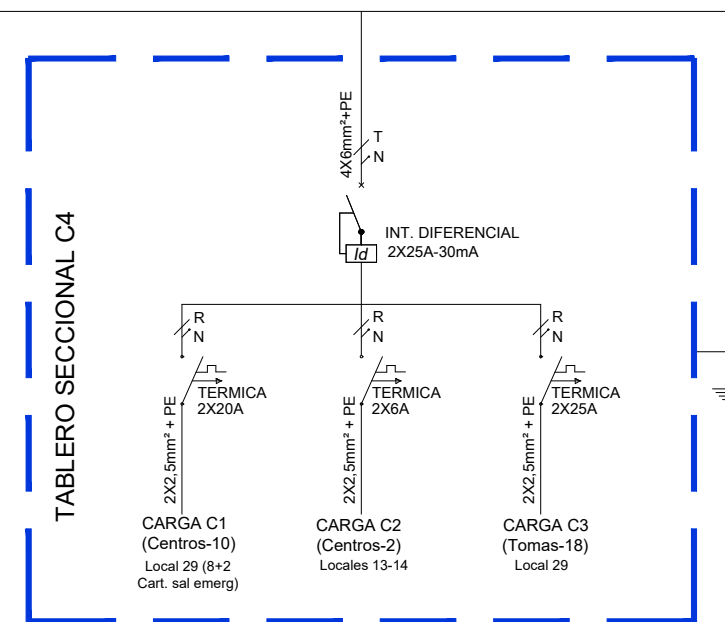 TABLERO SECCIONAL C4
4X6mm²+PE
T
N
INT. DIFERENCIAL
2X25A-30mA
Id
R
N
TERMICA
2X20A
2X2,5mm² + PE
CARGA C1
(Centros-10)
Local 29 (8+2
Cart. sal emerg)
R
N
TERMICA
2X6A
2X2,5mm² + PE
CARGA C2
(Centros-2)
Locales 13-14
R
N
TERMICA
2X25A
2X2,5mm² + PE
CARGA C3
(Tomas-18)
Local 29